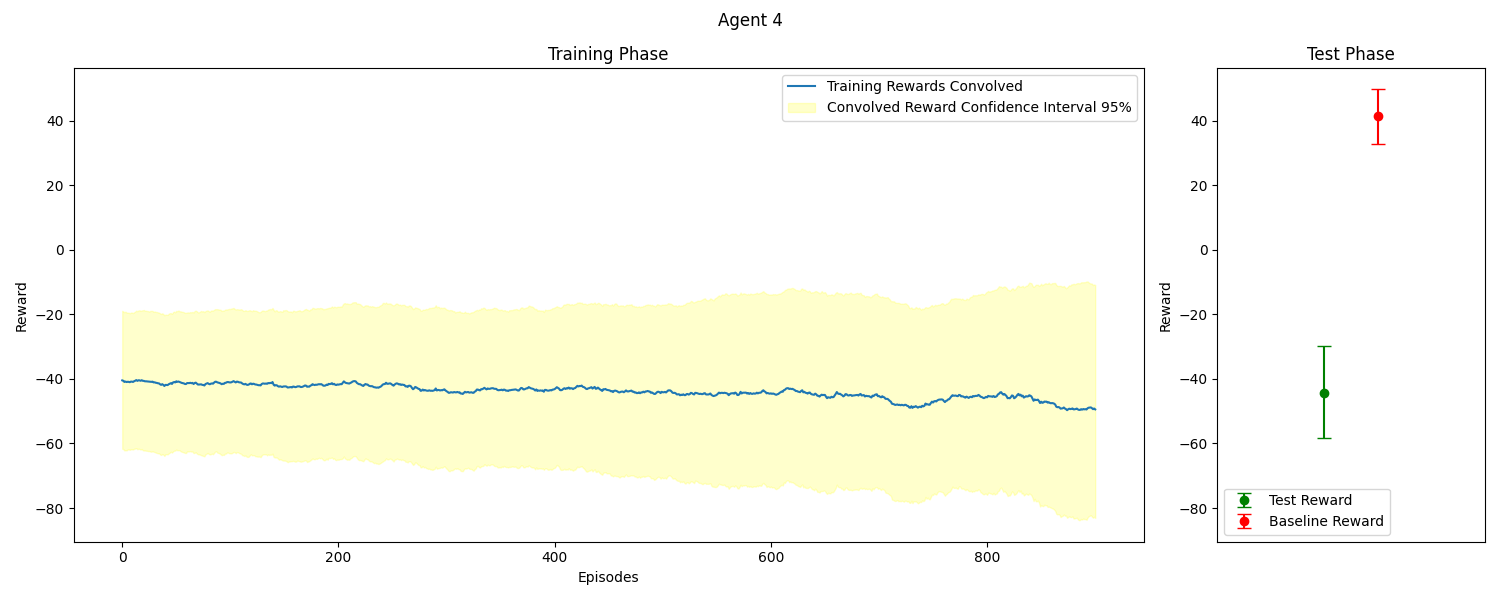 Agent 4
Training Phase
Training Rewards Convolved
Convolved Reward Confidence Interval 95%
Reward
40
20
0
−20
−40
−60
−80
0 200 400 600 800
Episodes
Test Phase
Reward
40
20
0
−20
−40
−60
−80
Test Reward
Baseline Reward